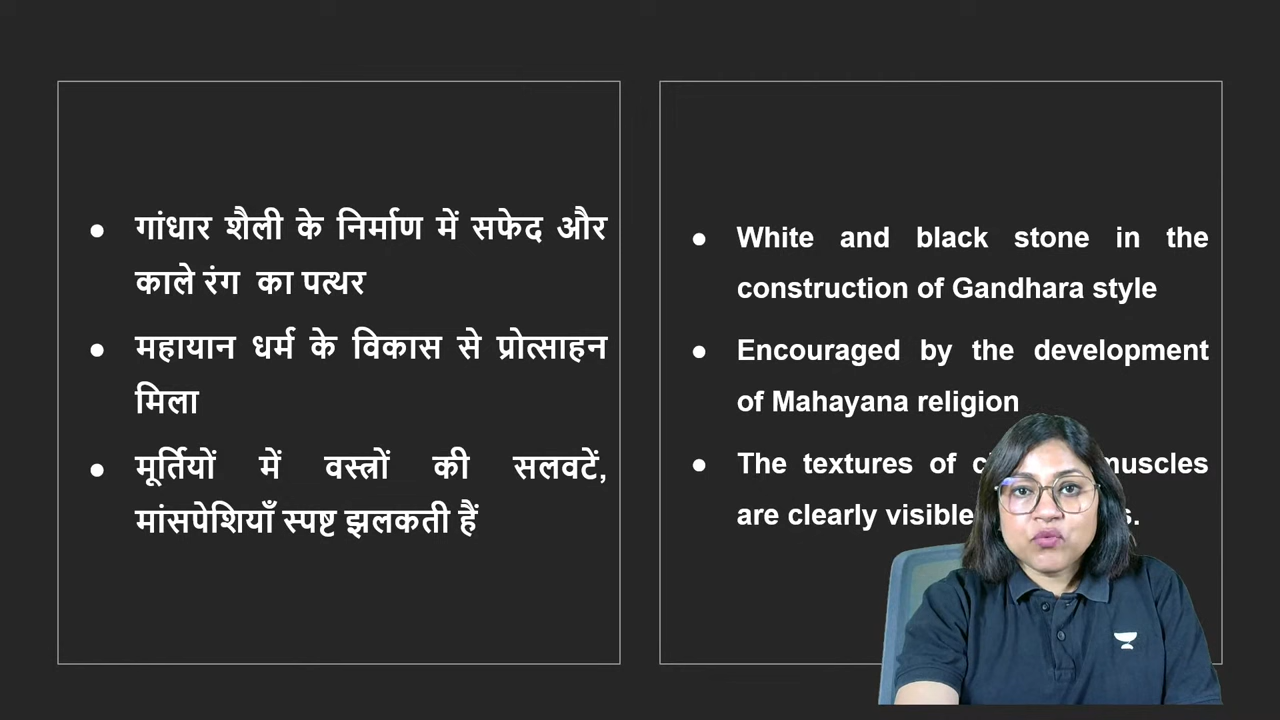 गांधार शैली के निर्माण में सफेद और
काले रंग का पत्थर
महायान धर्म के विकास से प्रोत्साहन
मिला
मूर्तियों में वस्त्रों की सलवटें,
मांसपेशियाँ स्पष्ट झलकती हैं
White and black stone in the
construction of Gandhara style
Encouraged by the development
of Mahayana religion
The textures of muscles
are clearly visible